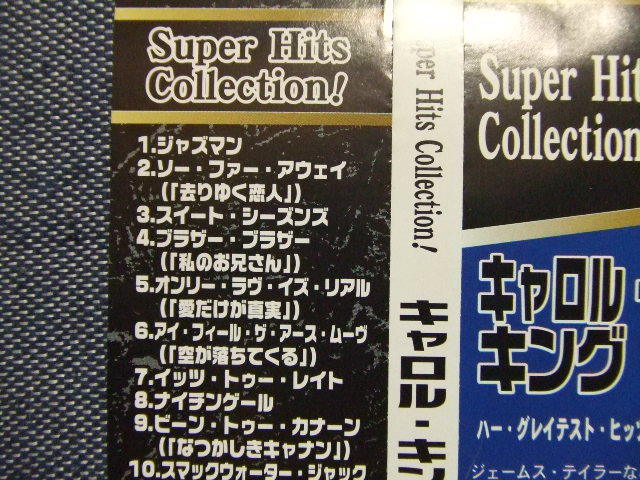 Super Hits
Collection!
1.ジャズマン
2.ソー・ファー・アウェイ
(「去りゆく恋人」)
3.スイート・シーズンズ
4.ブラザー・ブラザー
(「私のお兄さん」)
5.オンリー・ラヴ・イズ・リアル
(「愛だけが真実」)
6.アイ・フィール・ザ・アース・ムーヴ
(「空が落ちてくる」)
7.イッツ・トゥー・レイト
8.ナイチンゲール
9.ビーン・トゥー・カナーン
(「なつかしきキャナン」)
10.スマックウォーター・ジャック
per Hits Collection!
キャロル・キン
Super Hit
Collection
キャロル・
キング
ハー・グレイテスト・ヒッツ
ジェームス・テイラーな